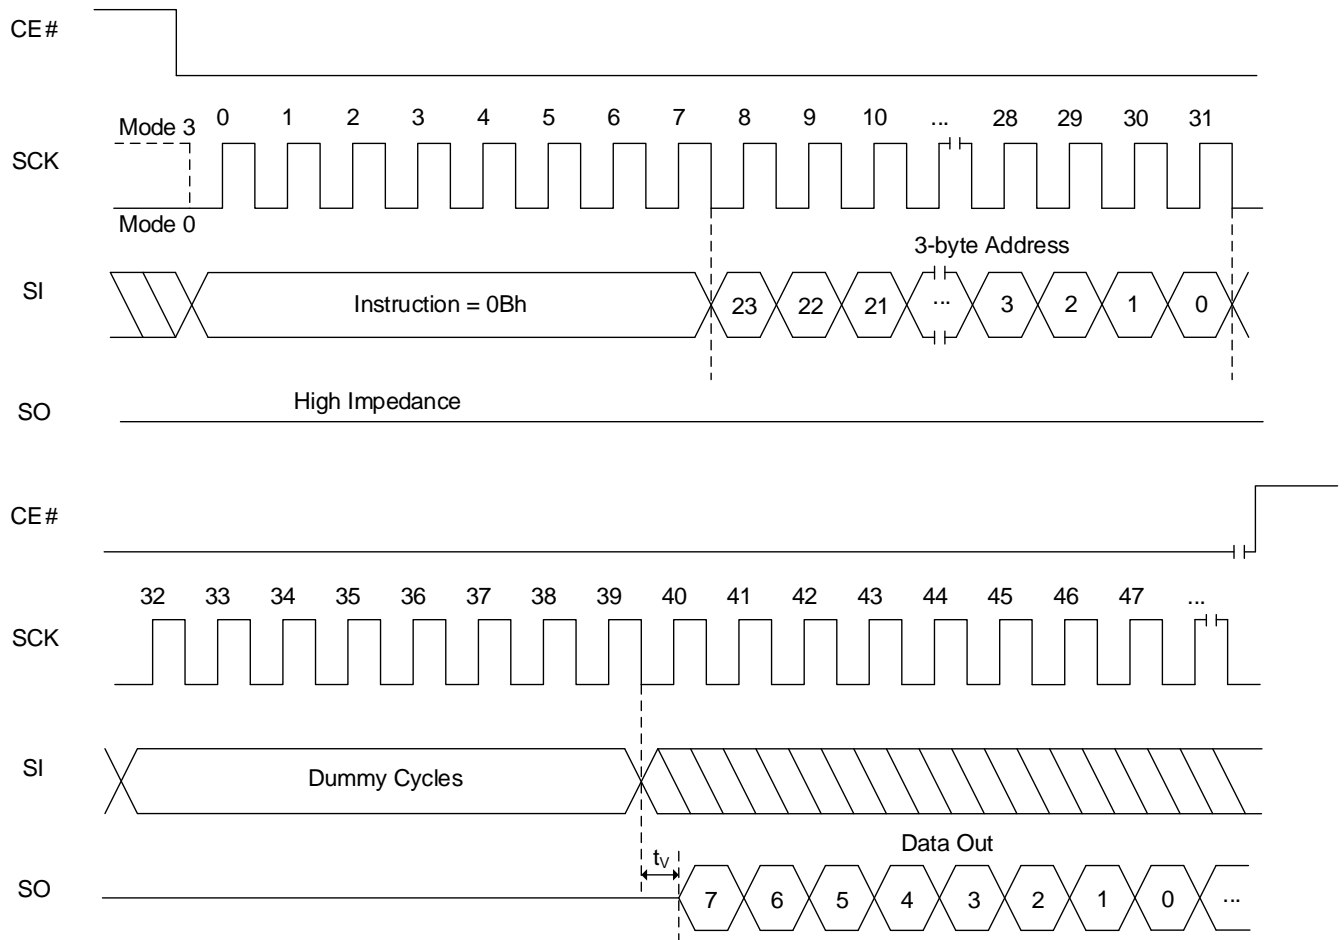 CE#
Mode 3 0 1 2 3 4 5 6 7 8 9 10 ... 28 29 30 31
SCK
Mode 0
3-byte Address
SI Instruction = 0Bh 23 22 21 ... 3 2 1 0
High Impedance
SO
CE#
32 33 34 35 36 37 38 39 40 41 42 43 44 45 46 47 ...
SCK
SI Dummy Cycles
Data Out
tV
SO 7 6 5 4 3 2 1 0 ...